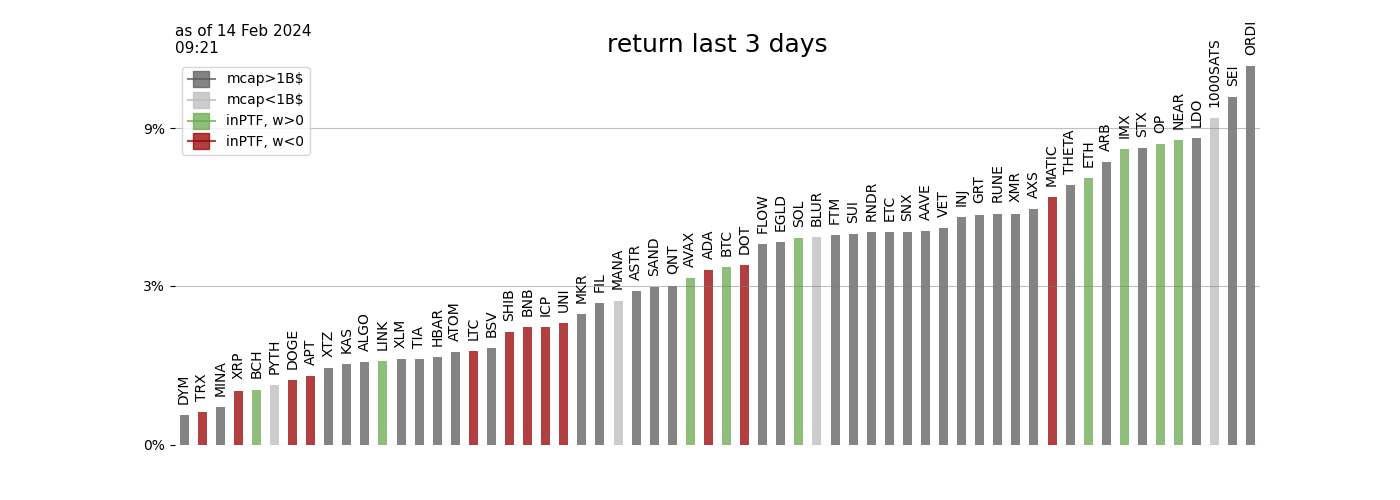 as of 14 Feb 2024
09:21
return last 3 days
mcap>1B$
mcap<1B$
inPTF, w>0
inPTF, w<0
9%
3%
0%
DYM
TRX
MINA
XRP
BCH
PYTH
DOGE
APT
XTZ
KAS
ALGO
LINK
XLM
TIA
HBAR
ATOM
LTC
BSV
SHIB
BNB
ICP
UNI
MKR
FIL
MANA
ASTR
SAND
QNT
AVAX
ADA
BTC
DOT
FLOW
EGLD
SOL
BLUR
FTM
SUI
RNDR
ETC
SNX
AAVE
VET
INJ
GRT
RUNE
XMR
AXS
MATIC
THETA
ETH
ARB
IMX
STX
OP
NEAR
LDO
1000SATS
SEI
ORDI